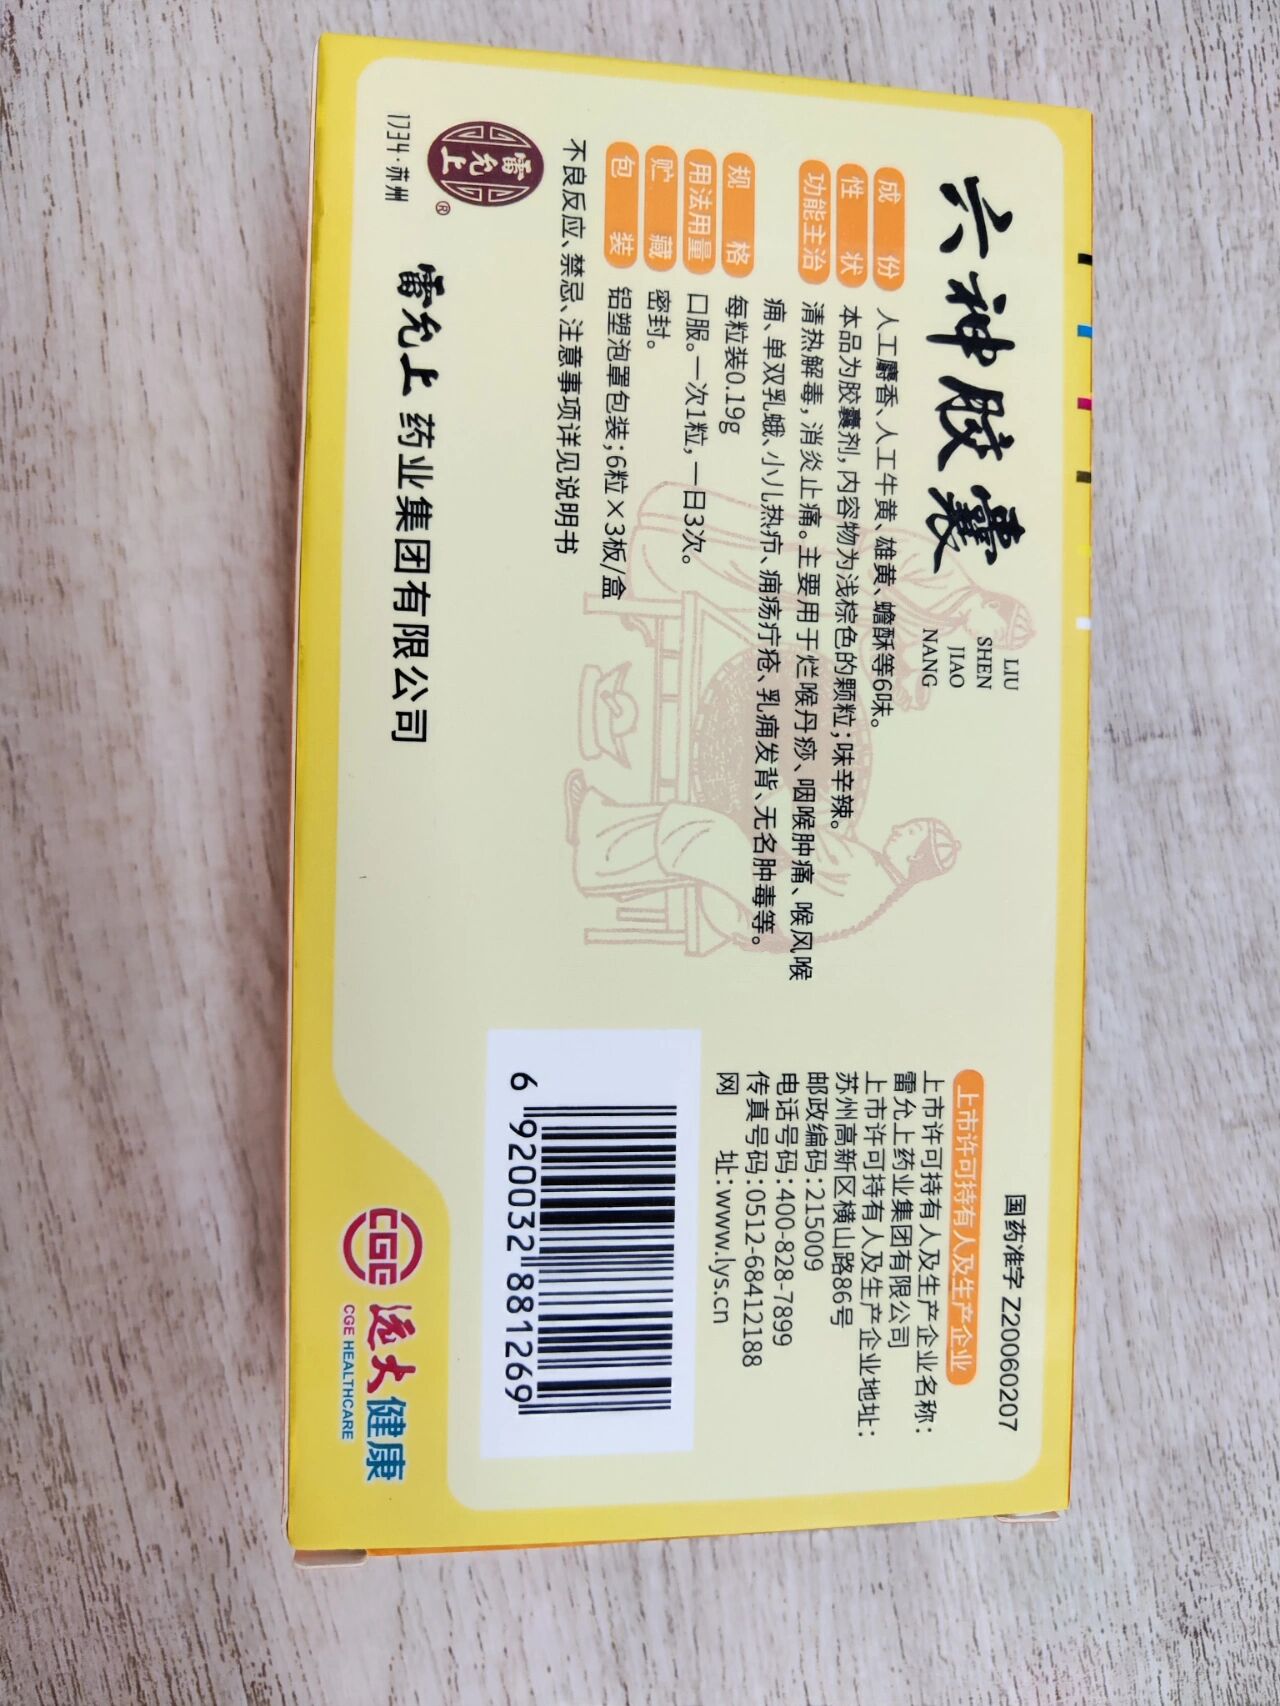 六神胶囊
LIU
SHEN
JIAO
NANG
成份 人工麝香、人工牛黄、雄黄、蟾酥等6味。
性状 本品为胶囊剂,内容物为浅棕色的颗粒;味辛辣。
功能主治 清热解毒,消炎止痛。主要用于烂喉丹痧、咽喉肿痛、喉风喉
痈、单双乳蛾、小儿热疖、痈疡疔疮、乳痈发背、无名肿毒等。
规格 每粒装0.19g
用法用量 口服。一次1粒,一日3次。
贮藏 密封。
包装 铝塑泡罩包装;6粒×3板/盒
不良反应、禁忌、注意事项详见说明书
雷允上®
1734·苏州
雷允上药业集团有限公司
国药准字 Z20060207
上市许可持有人及生产企业
上市许可持有人及生产企业名称:
雷允上药业集团有限公司
上市许可持有人及生产企业地址:
苏州高新区横山路86号
邮政编码:215009
电话号码:400-828-7899
传真号码:0512-68412188
网址:www.lys.cn
6 920032 881269
CGE 远大健康
CGE HEALTHCARE